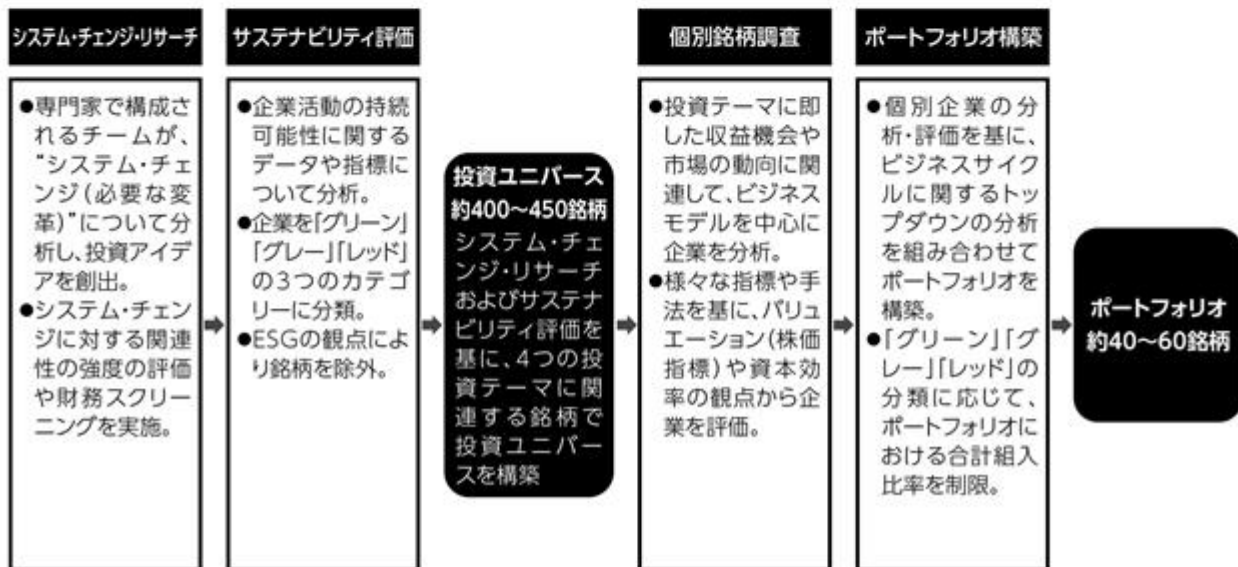 システム・チェンジ・リサーチ
●専門家で構成さ
れるチームが、
“システム・チェ
ンジ(必要な変
革)”について分
析し、投資アイデ
アを創出。
●システム・チェン
ジに対する関連
性の強度の評価
や財務スクリー
ニングを実施。
サステナビリティ評価
●企業活動の持続
可能性に関する
データや指標に
ついて分析。
●企業を「グリーン」
「グレー」「レッド」
の3つのカテゴ
リーに分類。
●ESGの観点によ
り銘柄を除外。
投資ユニバース
約400～450銘柄
システム・チェ
ンジ・リサーチ
およびサステナ
ビリティ評価を
基に、4つの投
資テーマに関
連する銘柄で
投資ユニバー
スを構築
個別銘柄調査
●投資テーマに即
した収益機会や
市場の動向に関
連して、ビジネス
モデルを中心に
企業を分析。
●様々な指標や手
法を基に、バリュ
エーション(株価
指標)や資本効
率の観点から企
業を評価。
ポートフォリオ構築
●個別企業の分
析・評価を基に、
ビジネスサイク
ルに関するトッ
プダウンの分析
を組み合わせて
ポートフォリオを
構築。
●「グリーン」「グ
レー」「レッド」の
分類に応じて、
ポートフォリオに
おける合計組入
比率を制限。
ポートフォリオ
約40～60銘柄